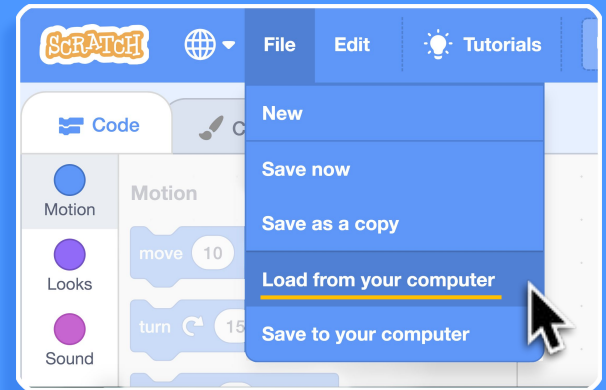 SCRATCH File Edit Tutorials
Code C
New
Motion Motion
Save now
Save as a copy
move 10
Looks
Load from your computer
turn 15
Save to your computer
Sound